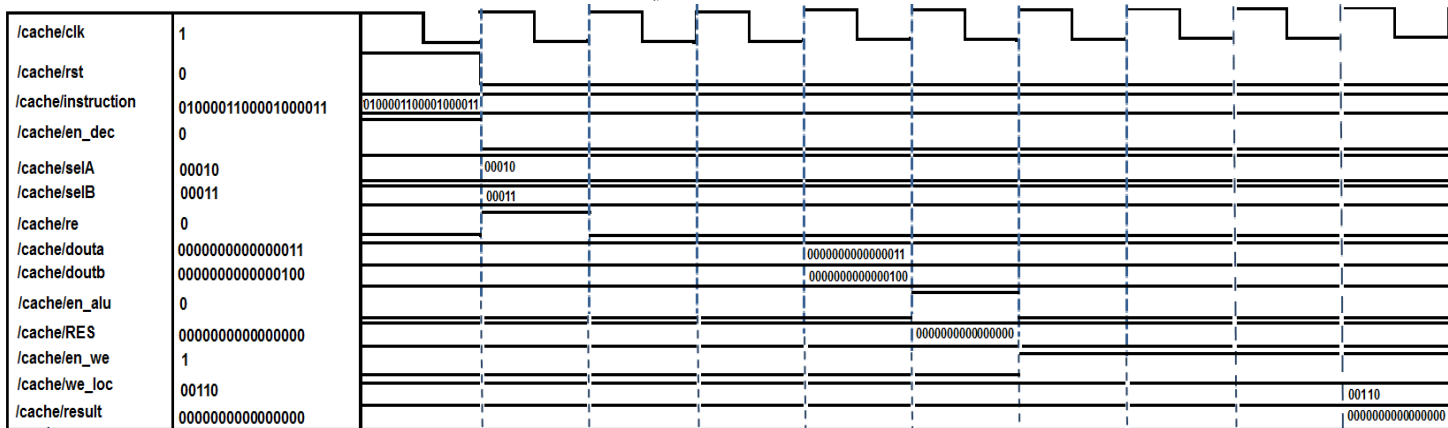 /cache/clk 1
/cache/rst 0
/cache/instruction 0100001100001000011 0100001100001000011
/cache/en_dec 0
/cache/selA 00010 00010
/cache/selB 00011 00011
/cache/re 0
/cache/douta 0000000000000011 0000000000000011
/cache/doutb 0000000000000100 0000000000000100
/cache/en_alu 0
/cache/RES 0000000000000000 0000000000000000
/cache/en_we 1
/cache/we_loc 00110 00110
/cache/result 0000000000000000 0000000000000000